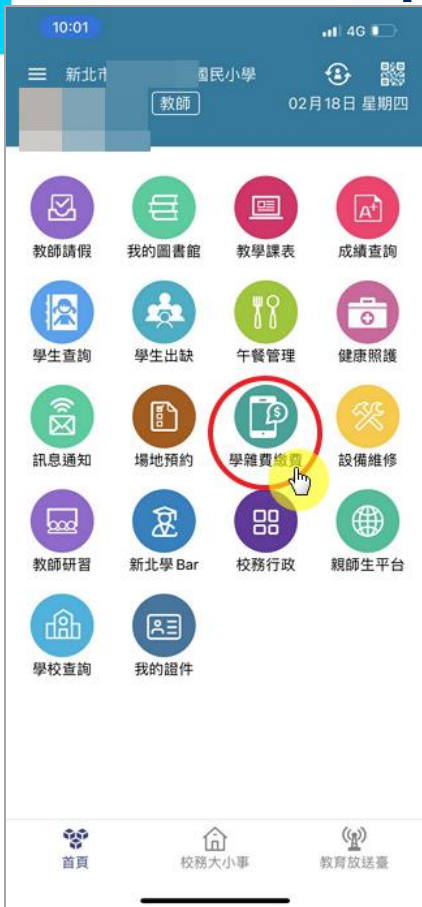 10:01 4G
新北市 國民小學
教師 02月18日 星期四
教師請假 我的圖書館 教學課表 成績查詢
學生查詢 學生出缺 午餐管理 健康照護
訊息通知 場地預約 學雜費繳費 設備維修
教師研習 新北學 Bar 校務行政 親師生平台
學校查詢 我的證件
首頁 校務大小事 教育放送臺